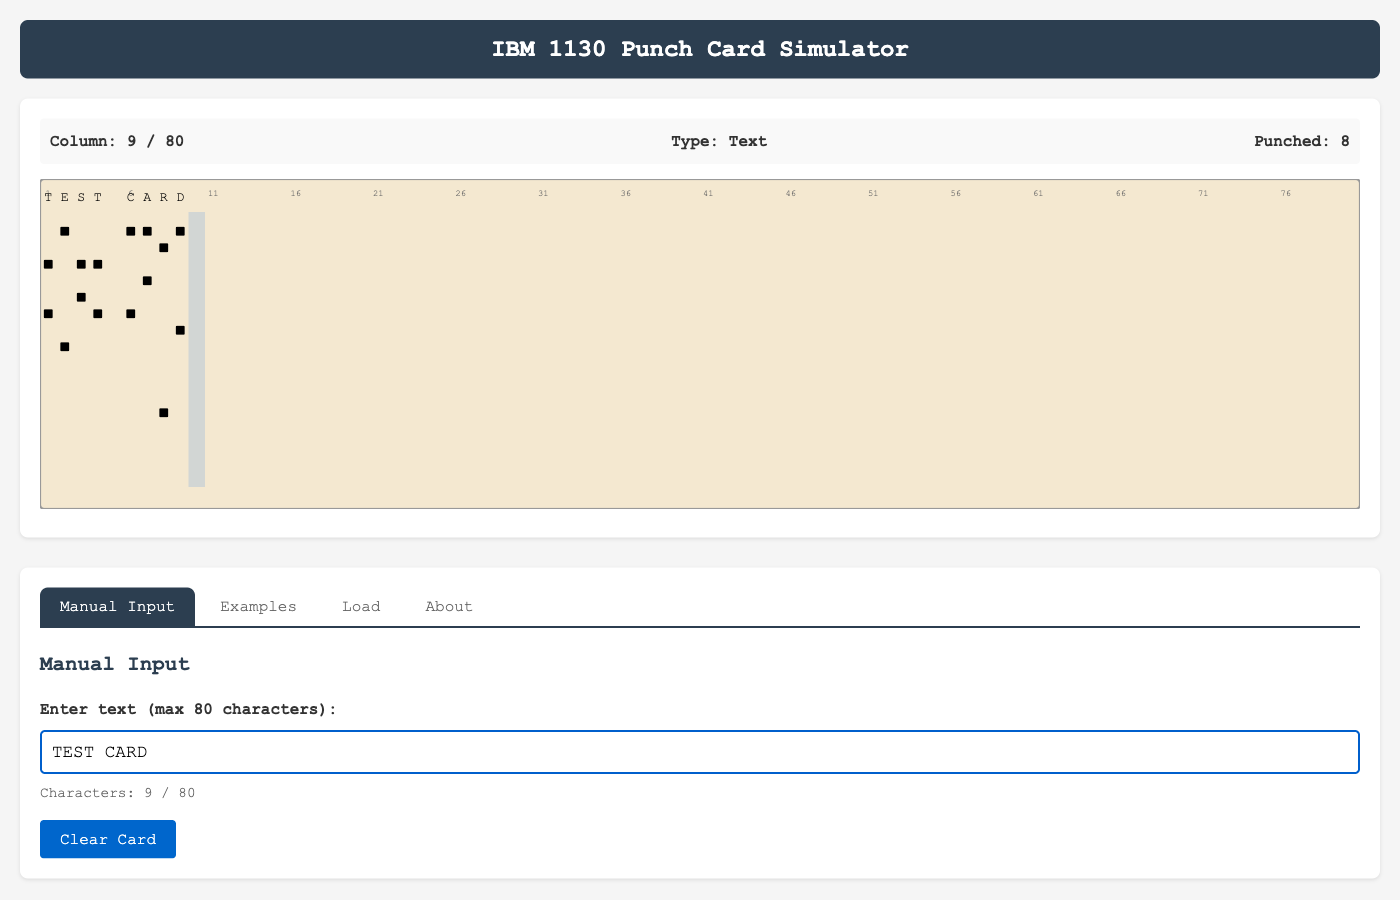 IBM 1130 Punch Card Simulator
Column: 9 / 80 Type: Text Punched: 8
11 16 21 26 31 36 41 46 51 56 61 66 71 76
TEST CARD
Manual Input Examples Load About
Manual Input
Enter text (max 80 characters):
TEST CARD
Characters: 9 / 80
Clear Card